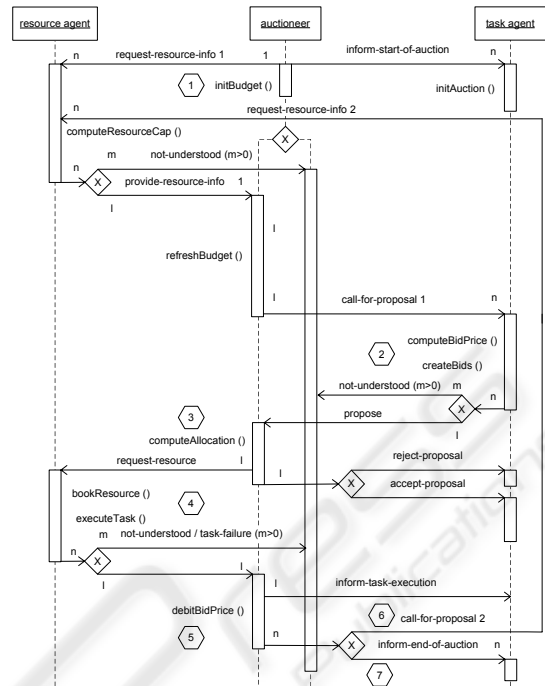 resource agent auctioneer task agent
n request-resource-info 1 1 inform-start-of-auction n
1 initBudget () initAuction ()
request-resource-info 2
n
computeResourceCap ()
X
m not-understood (m>0)
n X provide-resource-info 1
l
l
refreshBudget ()
l call-for-proposal 1 n
computeBidPrice ()
2
createBids ()
not-understood (m>0) m
n
X
3 propose
l
computeAllocation ()
request-resource l reject-proposal
l X
accept-proposal
bookResource ()
4
executeTask ()
m not-understood / task-failure (m>0)
n X
l l l inform-task-execution
debitBidPrice () 6 call-for-proposal 2
5 n X inform-end-of-auction n
7